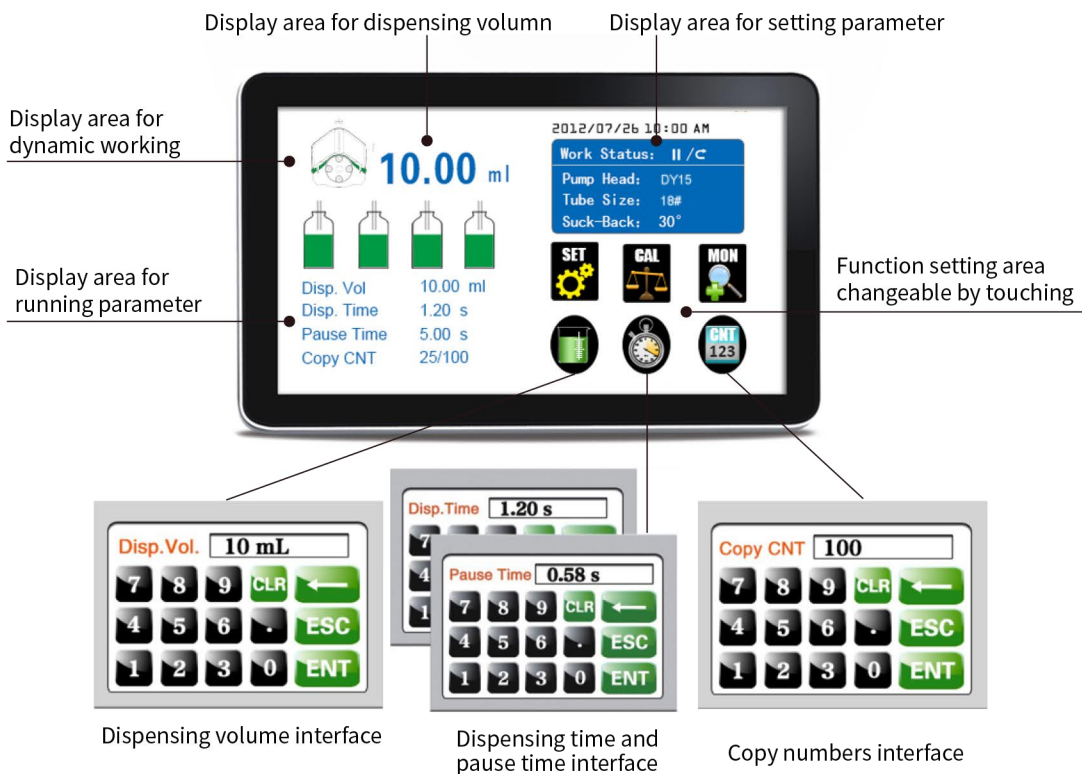 Display area for dispensing volumn
Display area for setting parameter
Display area for
dynamic working
2012/07/26 10:00 AM
10.00 ml
Work Status: II/
Pump Head: DY15
Tube Size: 18#
Suck-Back: 30°
SET
CAL
MON
Display area for
running parameter
Function setting area
changeable by touching
Disp. Vol 10.00 ml
Disp. Time 1.20 s
Pause Time 5.00 s
Copy CNT 25/100
CNT
123
Disp.Vol. 10 mL
7 8 9 CLR ←
4 5 6 . ESC
1 2 3 0 ENT
Disp.Time 1.20 s
7
4
1
Pause Time 0.58 s
7 8 9 CLR ←
4 5 6 . ESC
1 2 3 0 ENT
Copy CNT 100
7 8 9 CLR ←
4 5 6 . ESC
1 2 3 0 ENT
Dispensing volume interface
Dispensing time and
pause time interface
Copy numbers interface